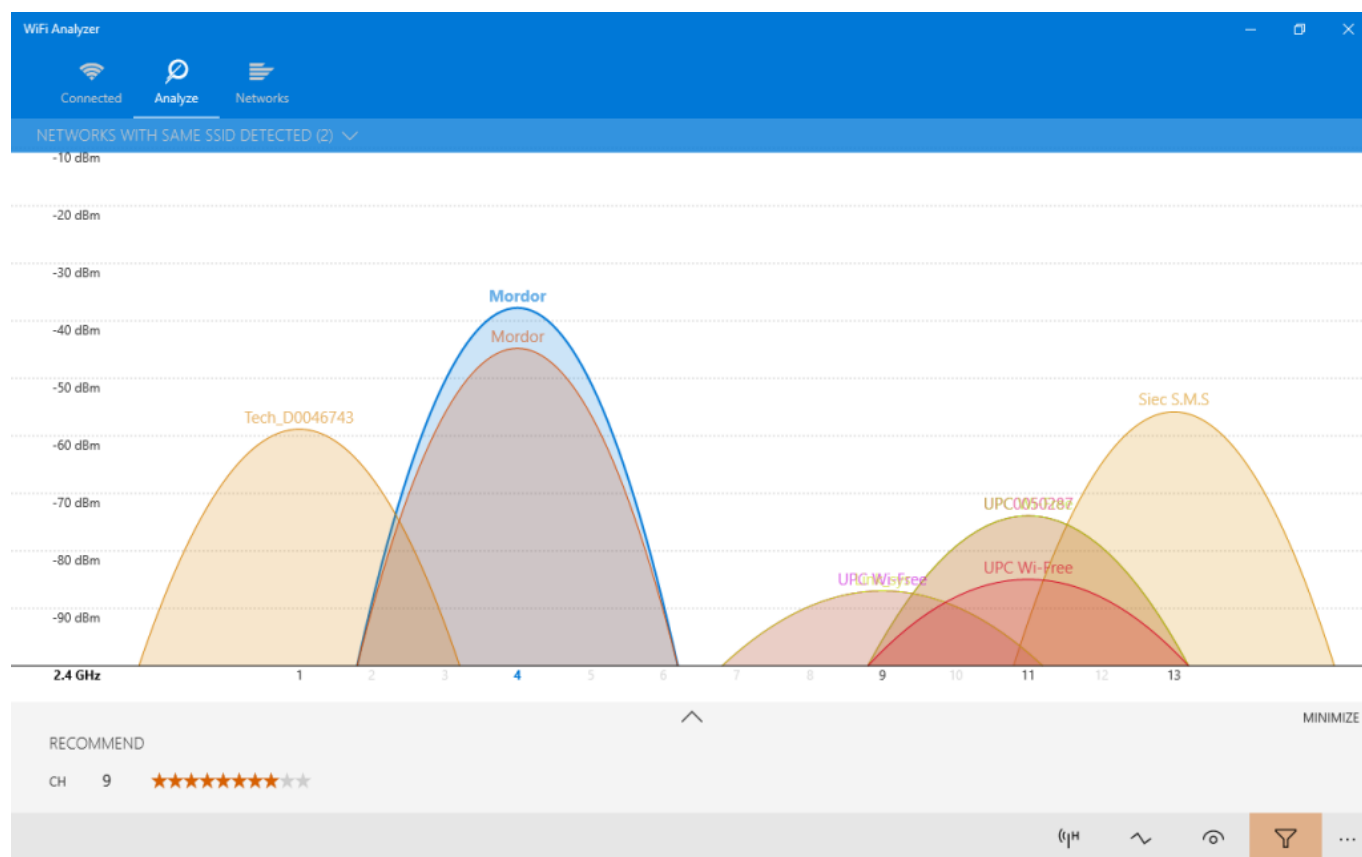 WiFi Analyzer
Connected Analyze Networks
NETWORKS WITH SAME SSID DETECTED (2)
-10 dBm
-20 dBm
-30 dBm
Mordor
-40 dBm
Mordor
-50 dBm
Siec S.M.S
Tech_D0046743
-60 dBm
-70 dBm
UPC0050287
-80 dBm
UPC Wi-Free
UPC Wi-Free
-90 dBm
2.4 GHz 1 2 3 4 5 6 7 8 9 10 11 12 13
MINIMIZE
RECOMMEND
CH 9